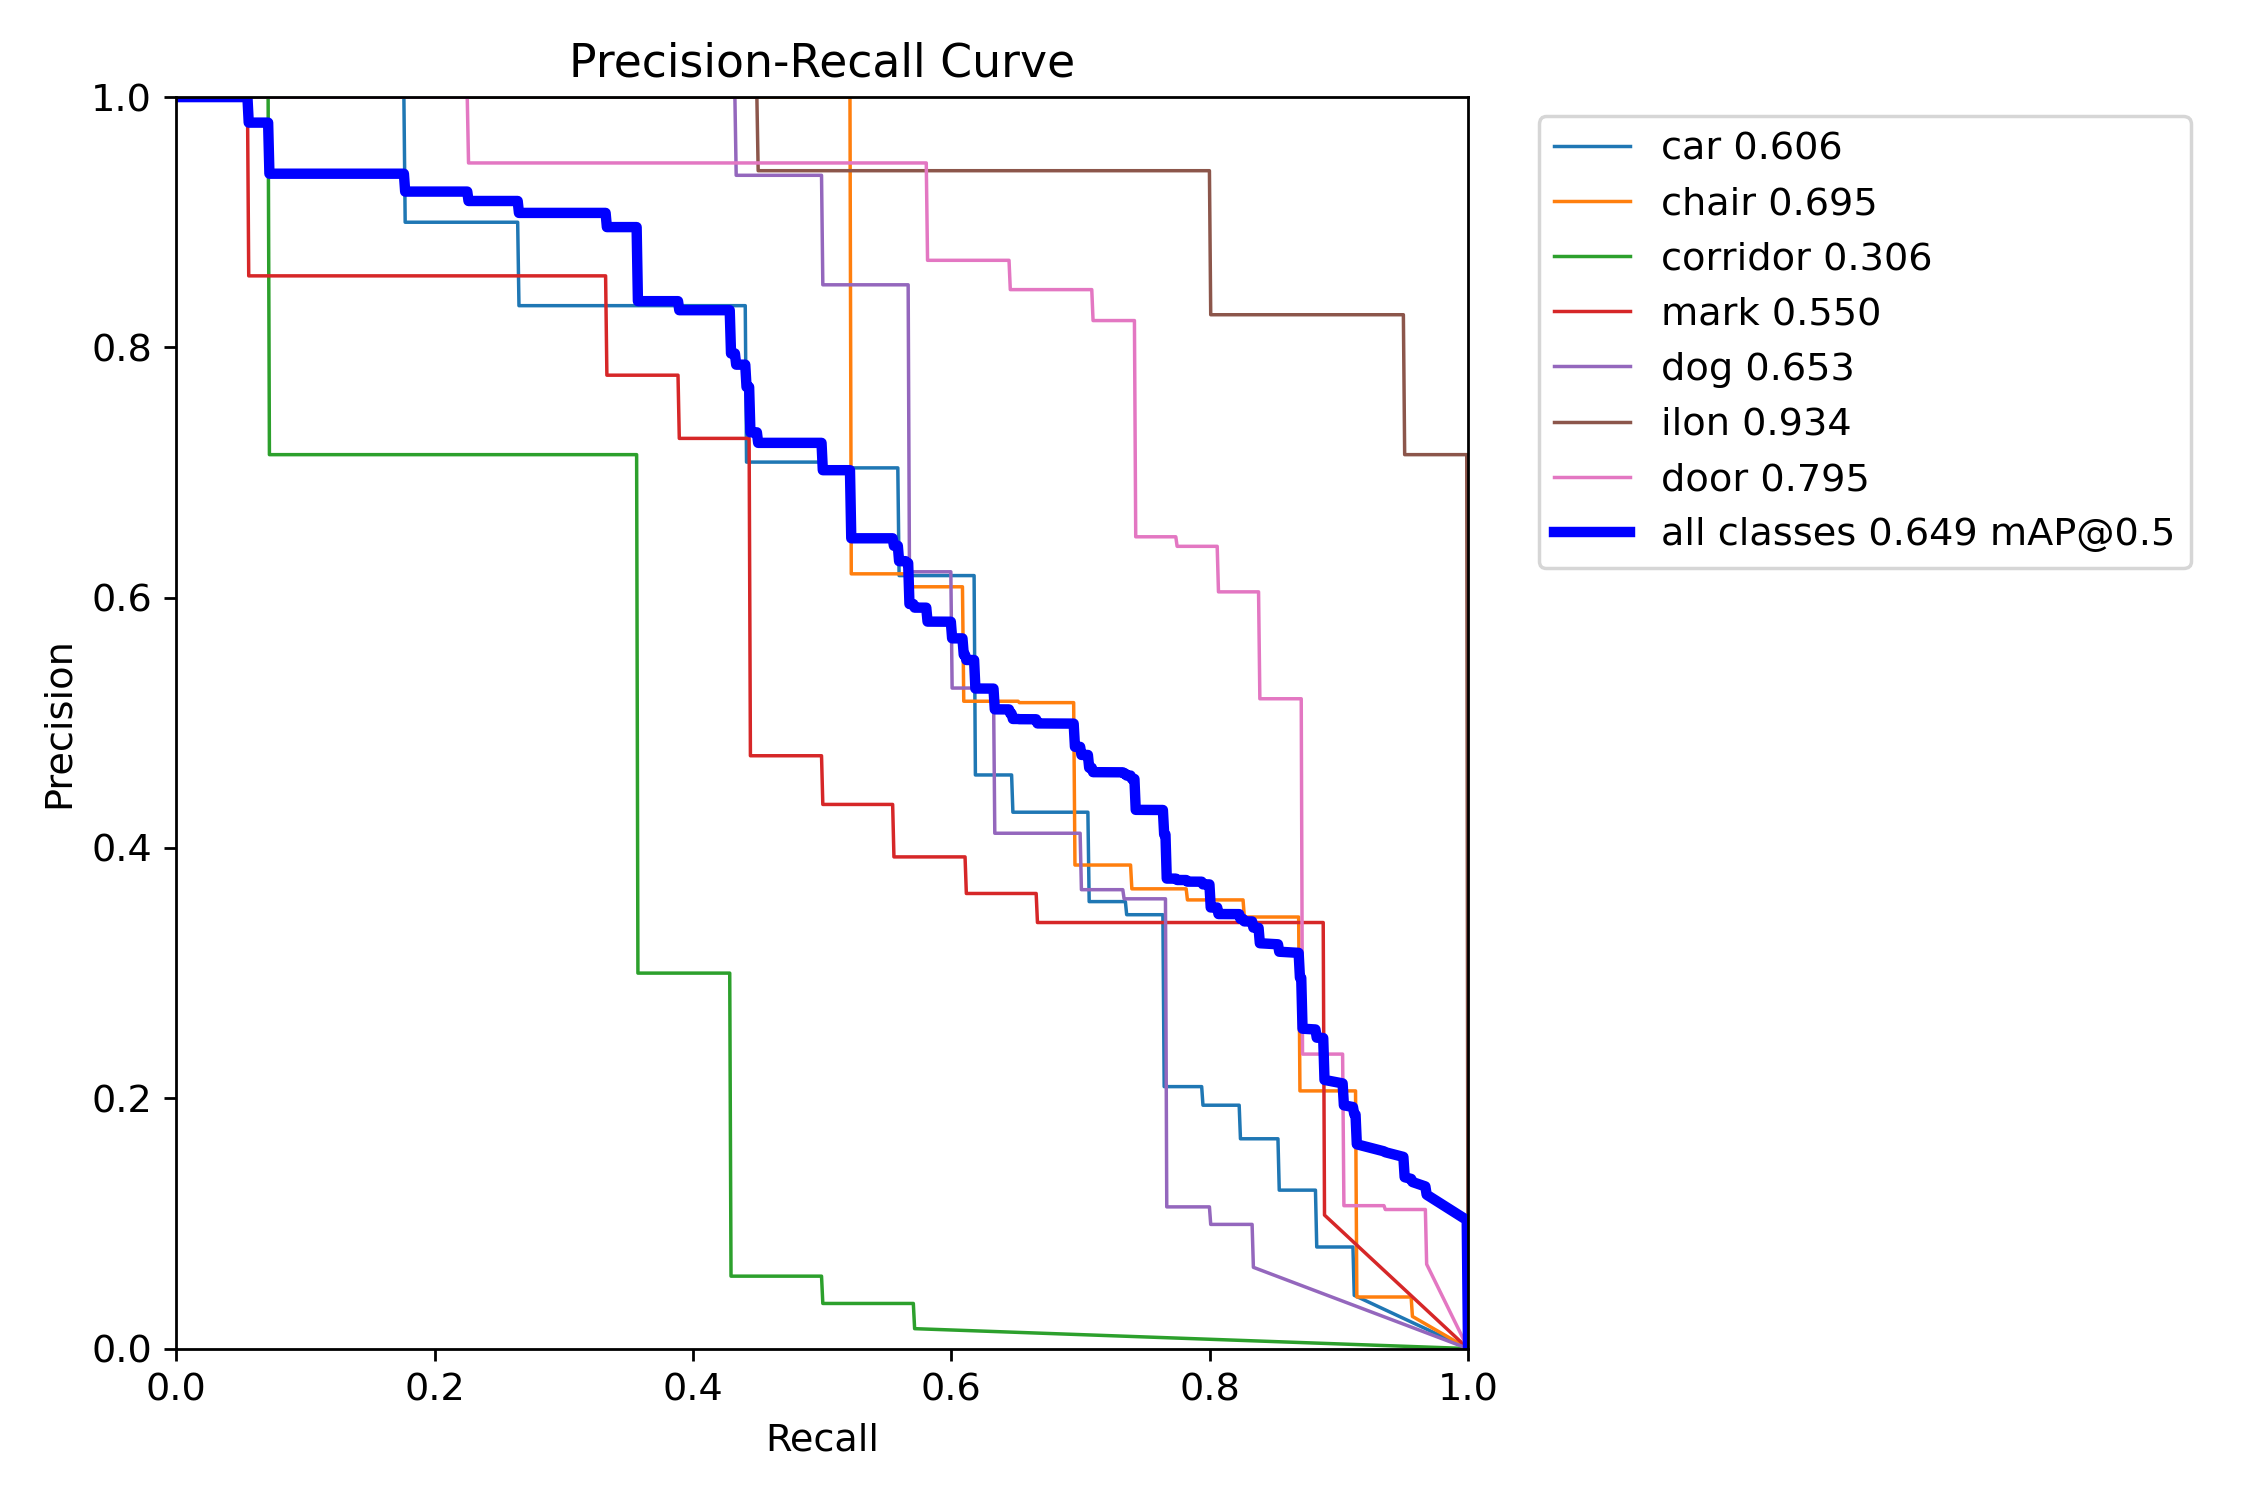 Precision-Recall Curve
1.0
0.8
0.6
0.4
0.2
0.0
Precision
0.0 0.2 0.4 0.6 0.8 1.0
Recall
car 0.606
chair 0.695
corridor 0.306
mark 0.550
dog 0.653
ilon 0.934
door 0.795
all classes 0.649 mAP@0.5